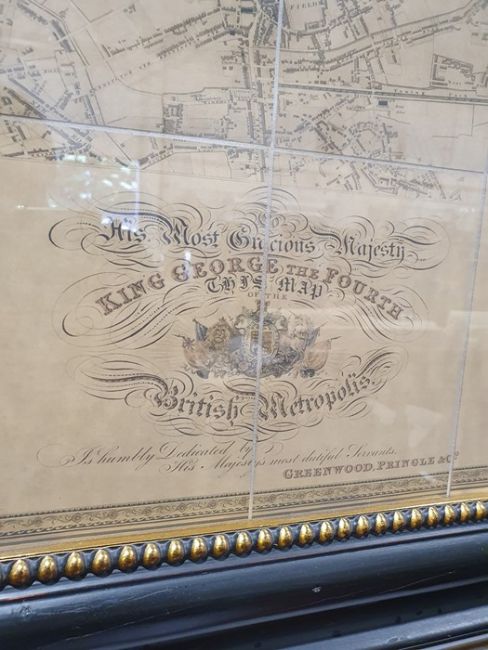 To
His Most Gracious Majesty
KING GEORGE THE FOURTH
THIS MAP
OF THE
British Metropolis.
Is humbly Dedicated by
His Majesty's most dutiful Servants,
GREENWOOD, PRINGLE & Co